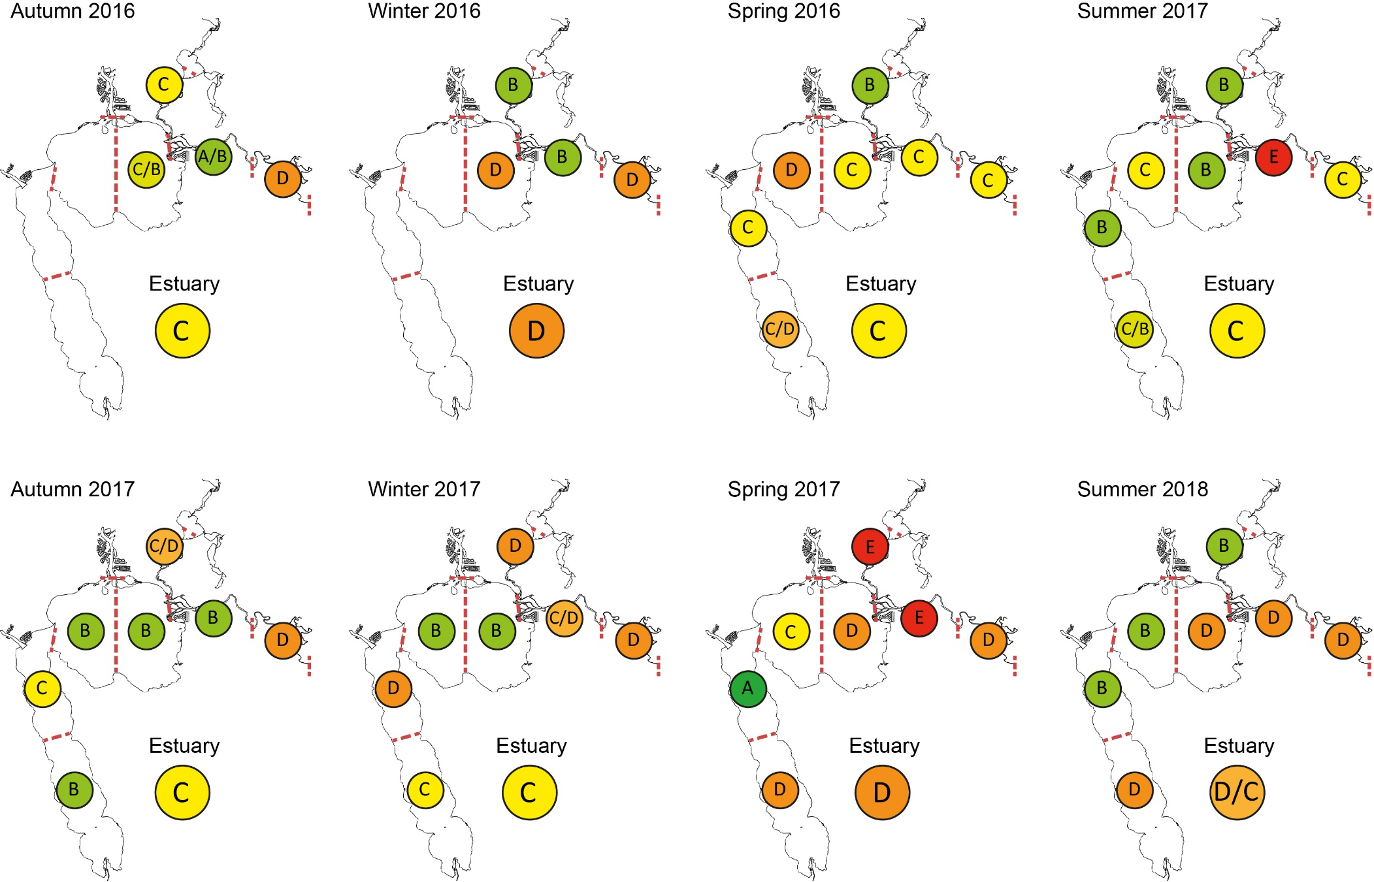 Autumn 2016
C
C/B
A/B
D
Estuary
C
Winter 2016
B
D
B
D
Estuary
D
Spring 2016
B
D
C
C
C
C
C/D
Estuary
C
Summer 2017
B
C
B
E
C
B
C/B
Estuary
C
Autumn 2017
C/D
B
B
B
D
C
B
Estuary
C
Winter 2017
D
B
B
C/D
D
D
C
Estuary
C
Spring 2017
E
C
D
E
D
A
D
Estuary
D
Summer 2018
B
B
D
D
D
B
D
Estuary
D/C